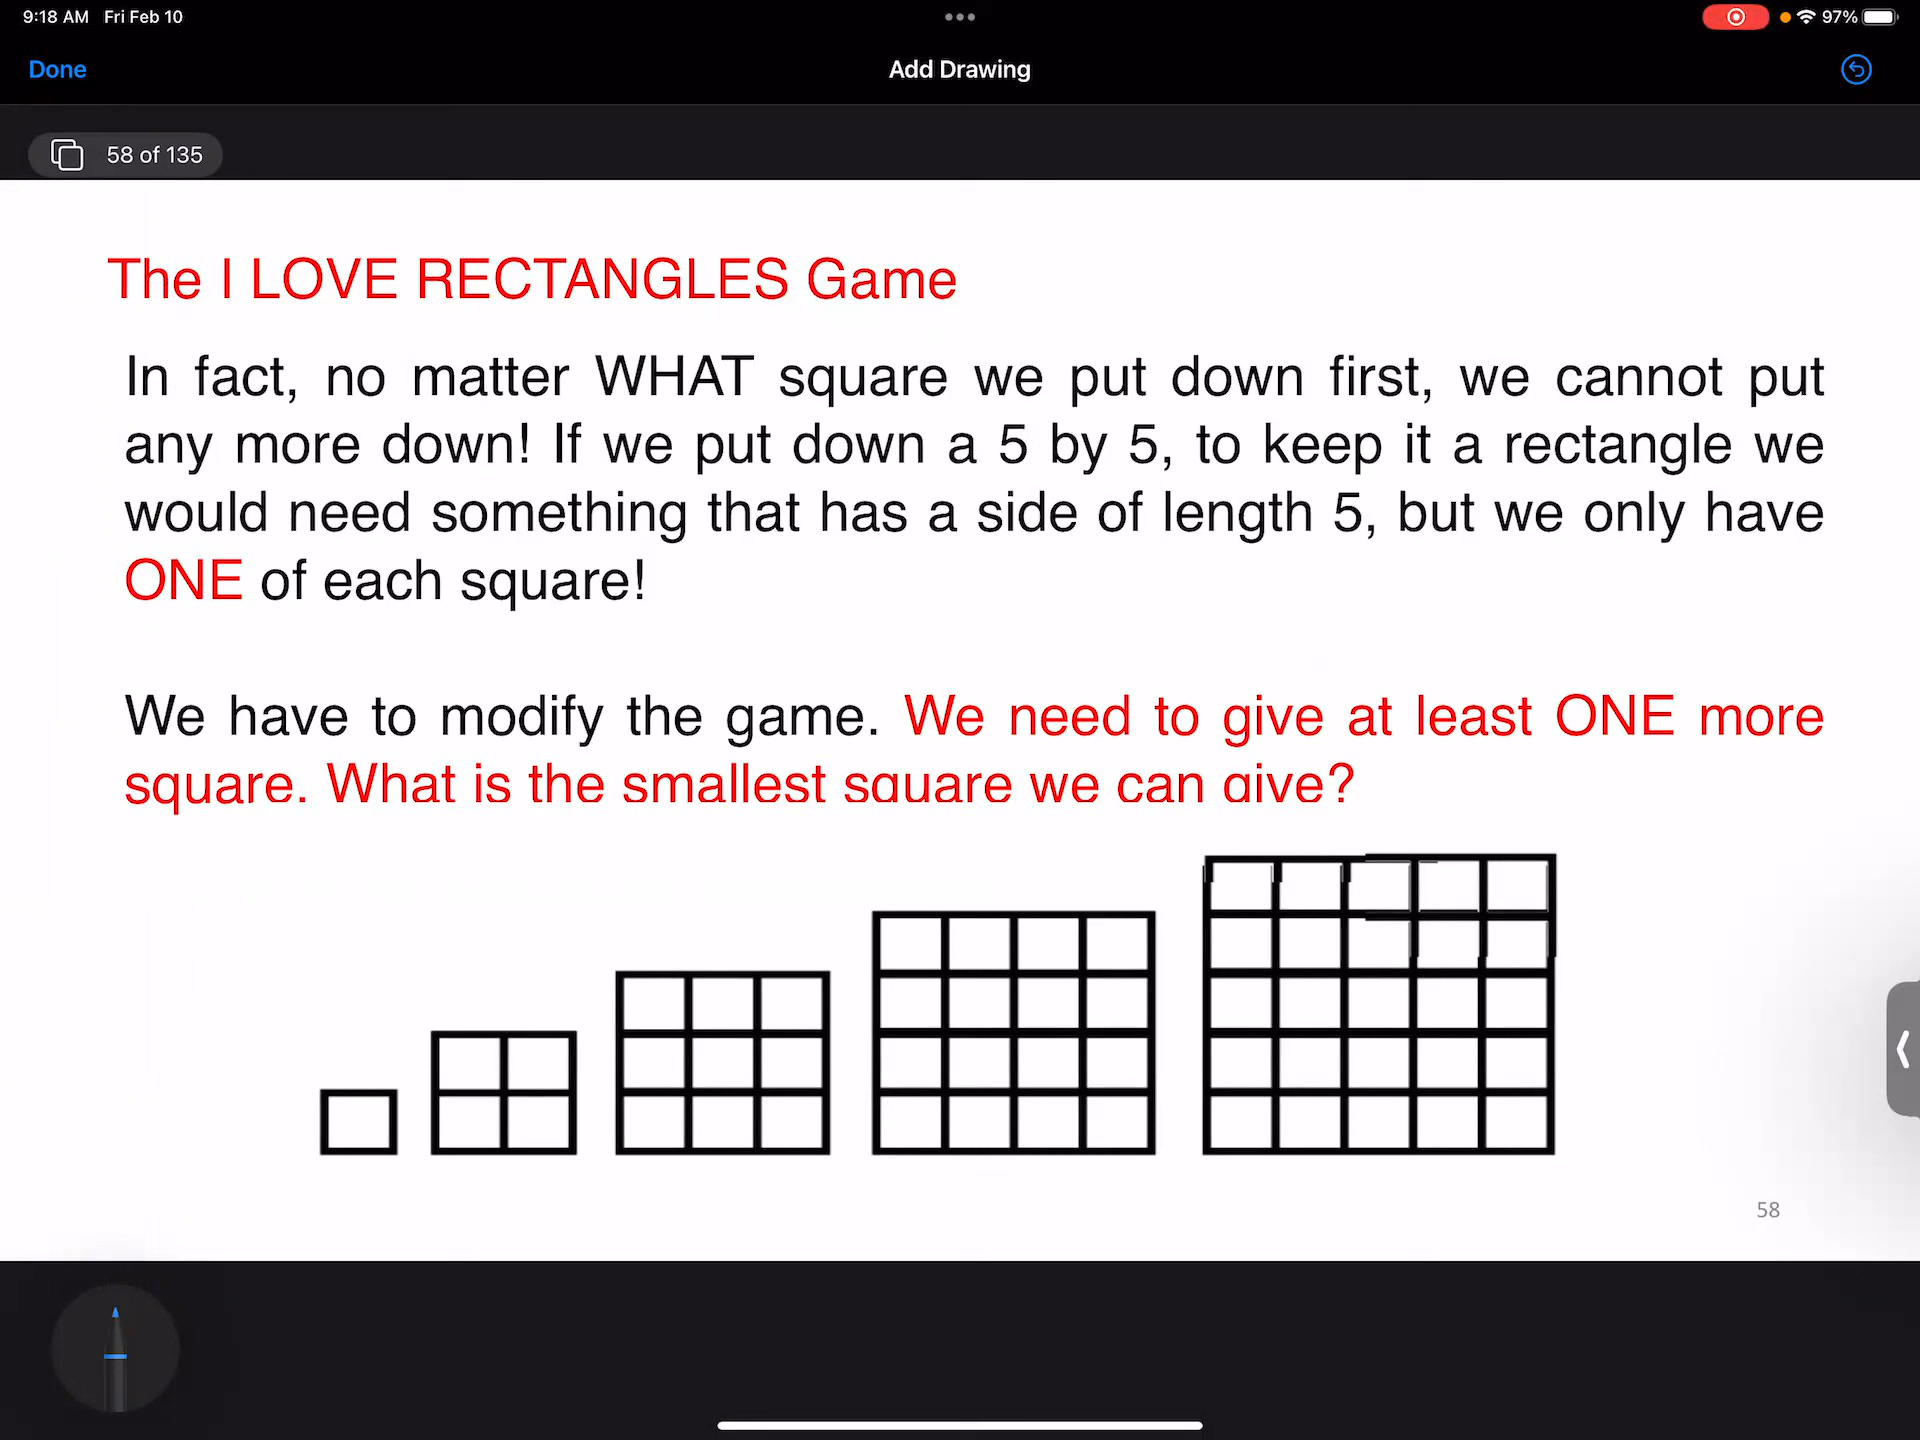 9:18 AM Fri Feb 10
97%
Done
Add Drawing
58 of 135
The I LOVE RECTANGLES Game
In fact, no matter WHAT square we put down first, we cannot put
any more down! If we put down a 5 by 5, to keep it a rectangle we
would need something that has a side of length 5, but we only have
ONE of each square!
We have to modify the game. We need to give at least ONE more
square. What is the smallest square we can give?
58